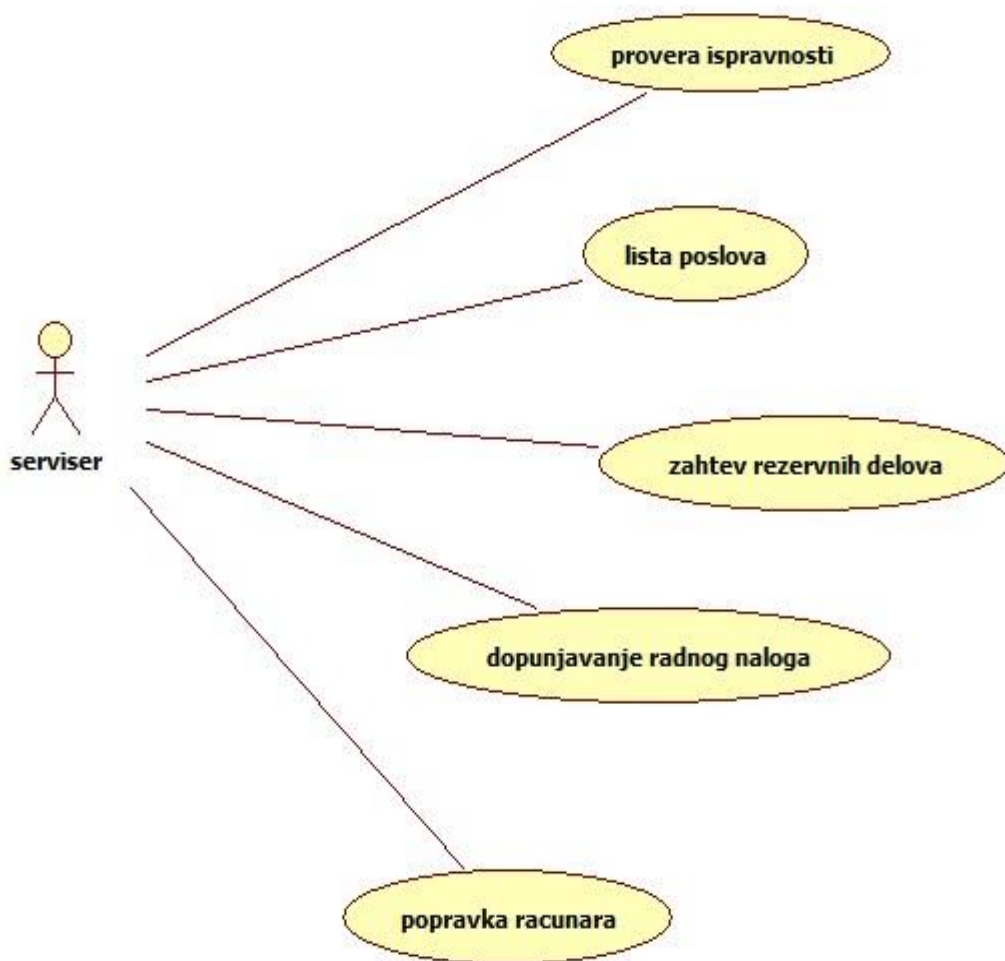 provera ispravnosti
lista poslova
serviser
zahtev rezervnih delova
dopunjavanje radnog naloga
popravka racunara